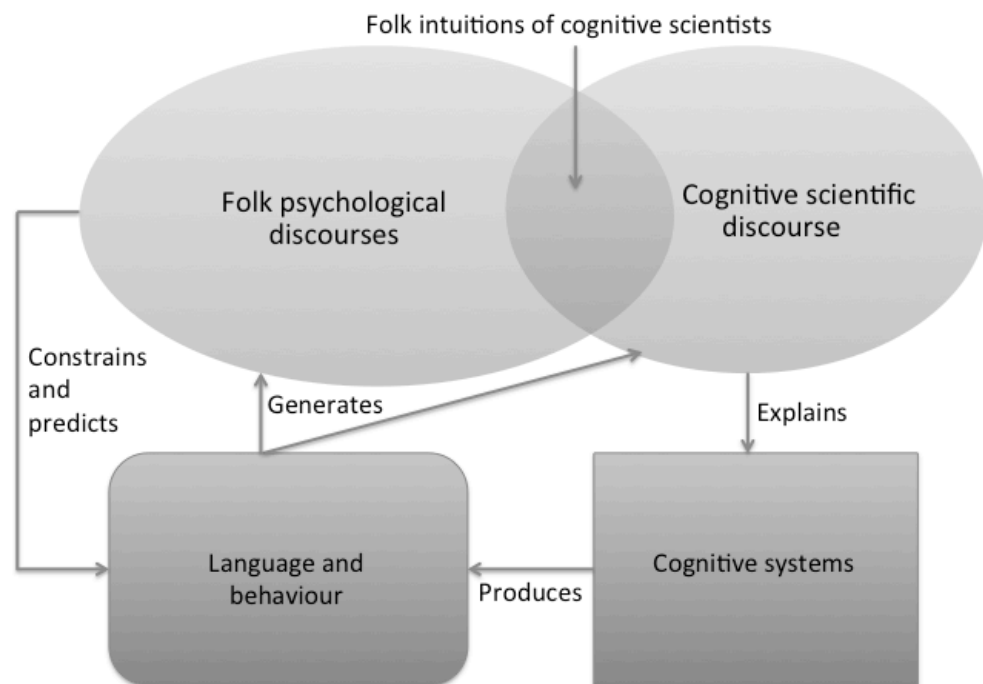 Folk intuitions of cognitive scientists
Folk psychological
discourses
Cognitive scientific
discourse
Constrains
and
predicts
Generates
Explains
Language and
behaviour
Produces
Cognitive systems